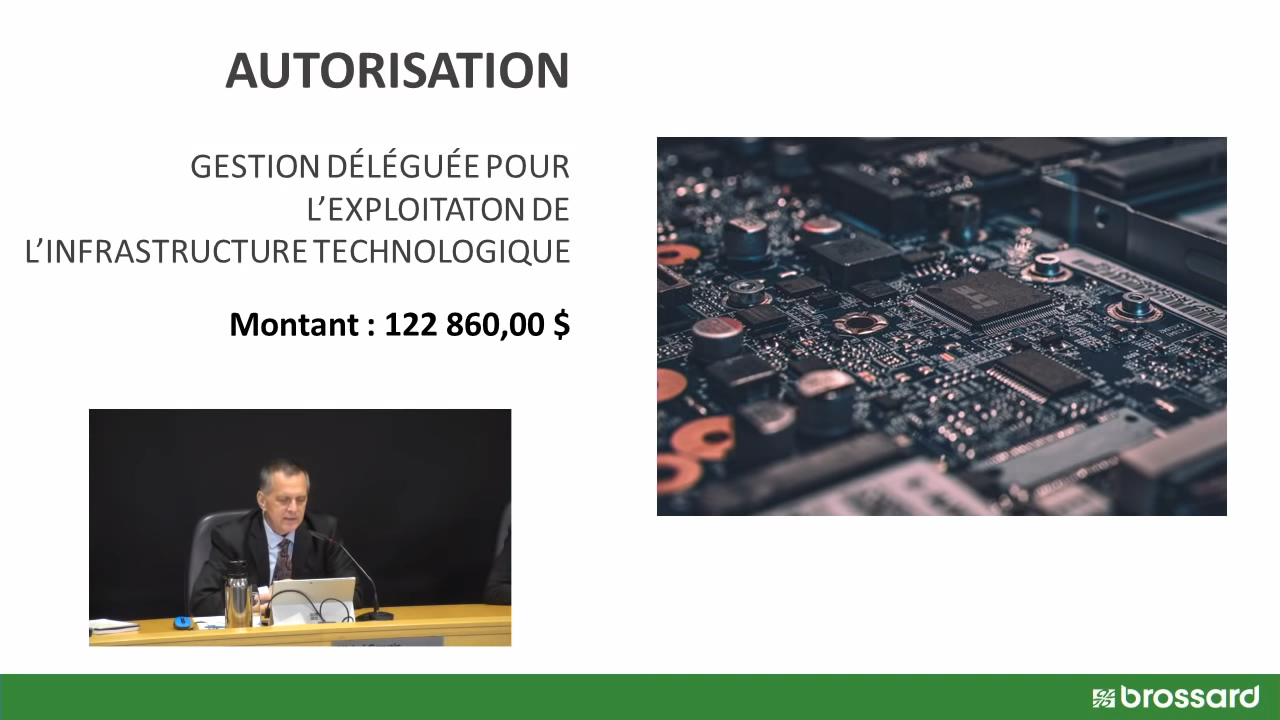 AUTORISATION
GESTION DÉLÉGUÉE POUR
L’EXPLOITATON DE
L’INFRASTRUCTURE TECHNOLOGIQUE
Montant : 122 860,00 $
brossard